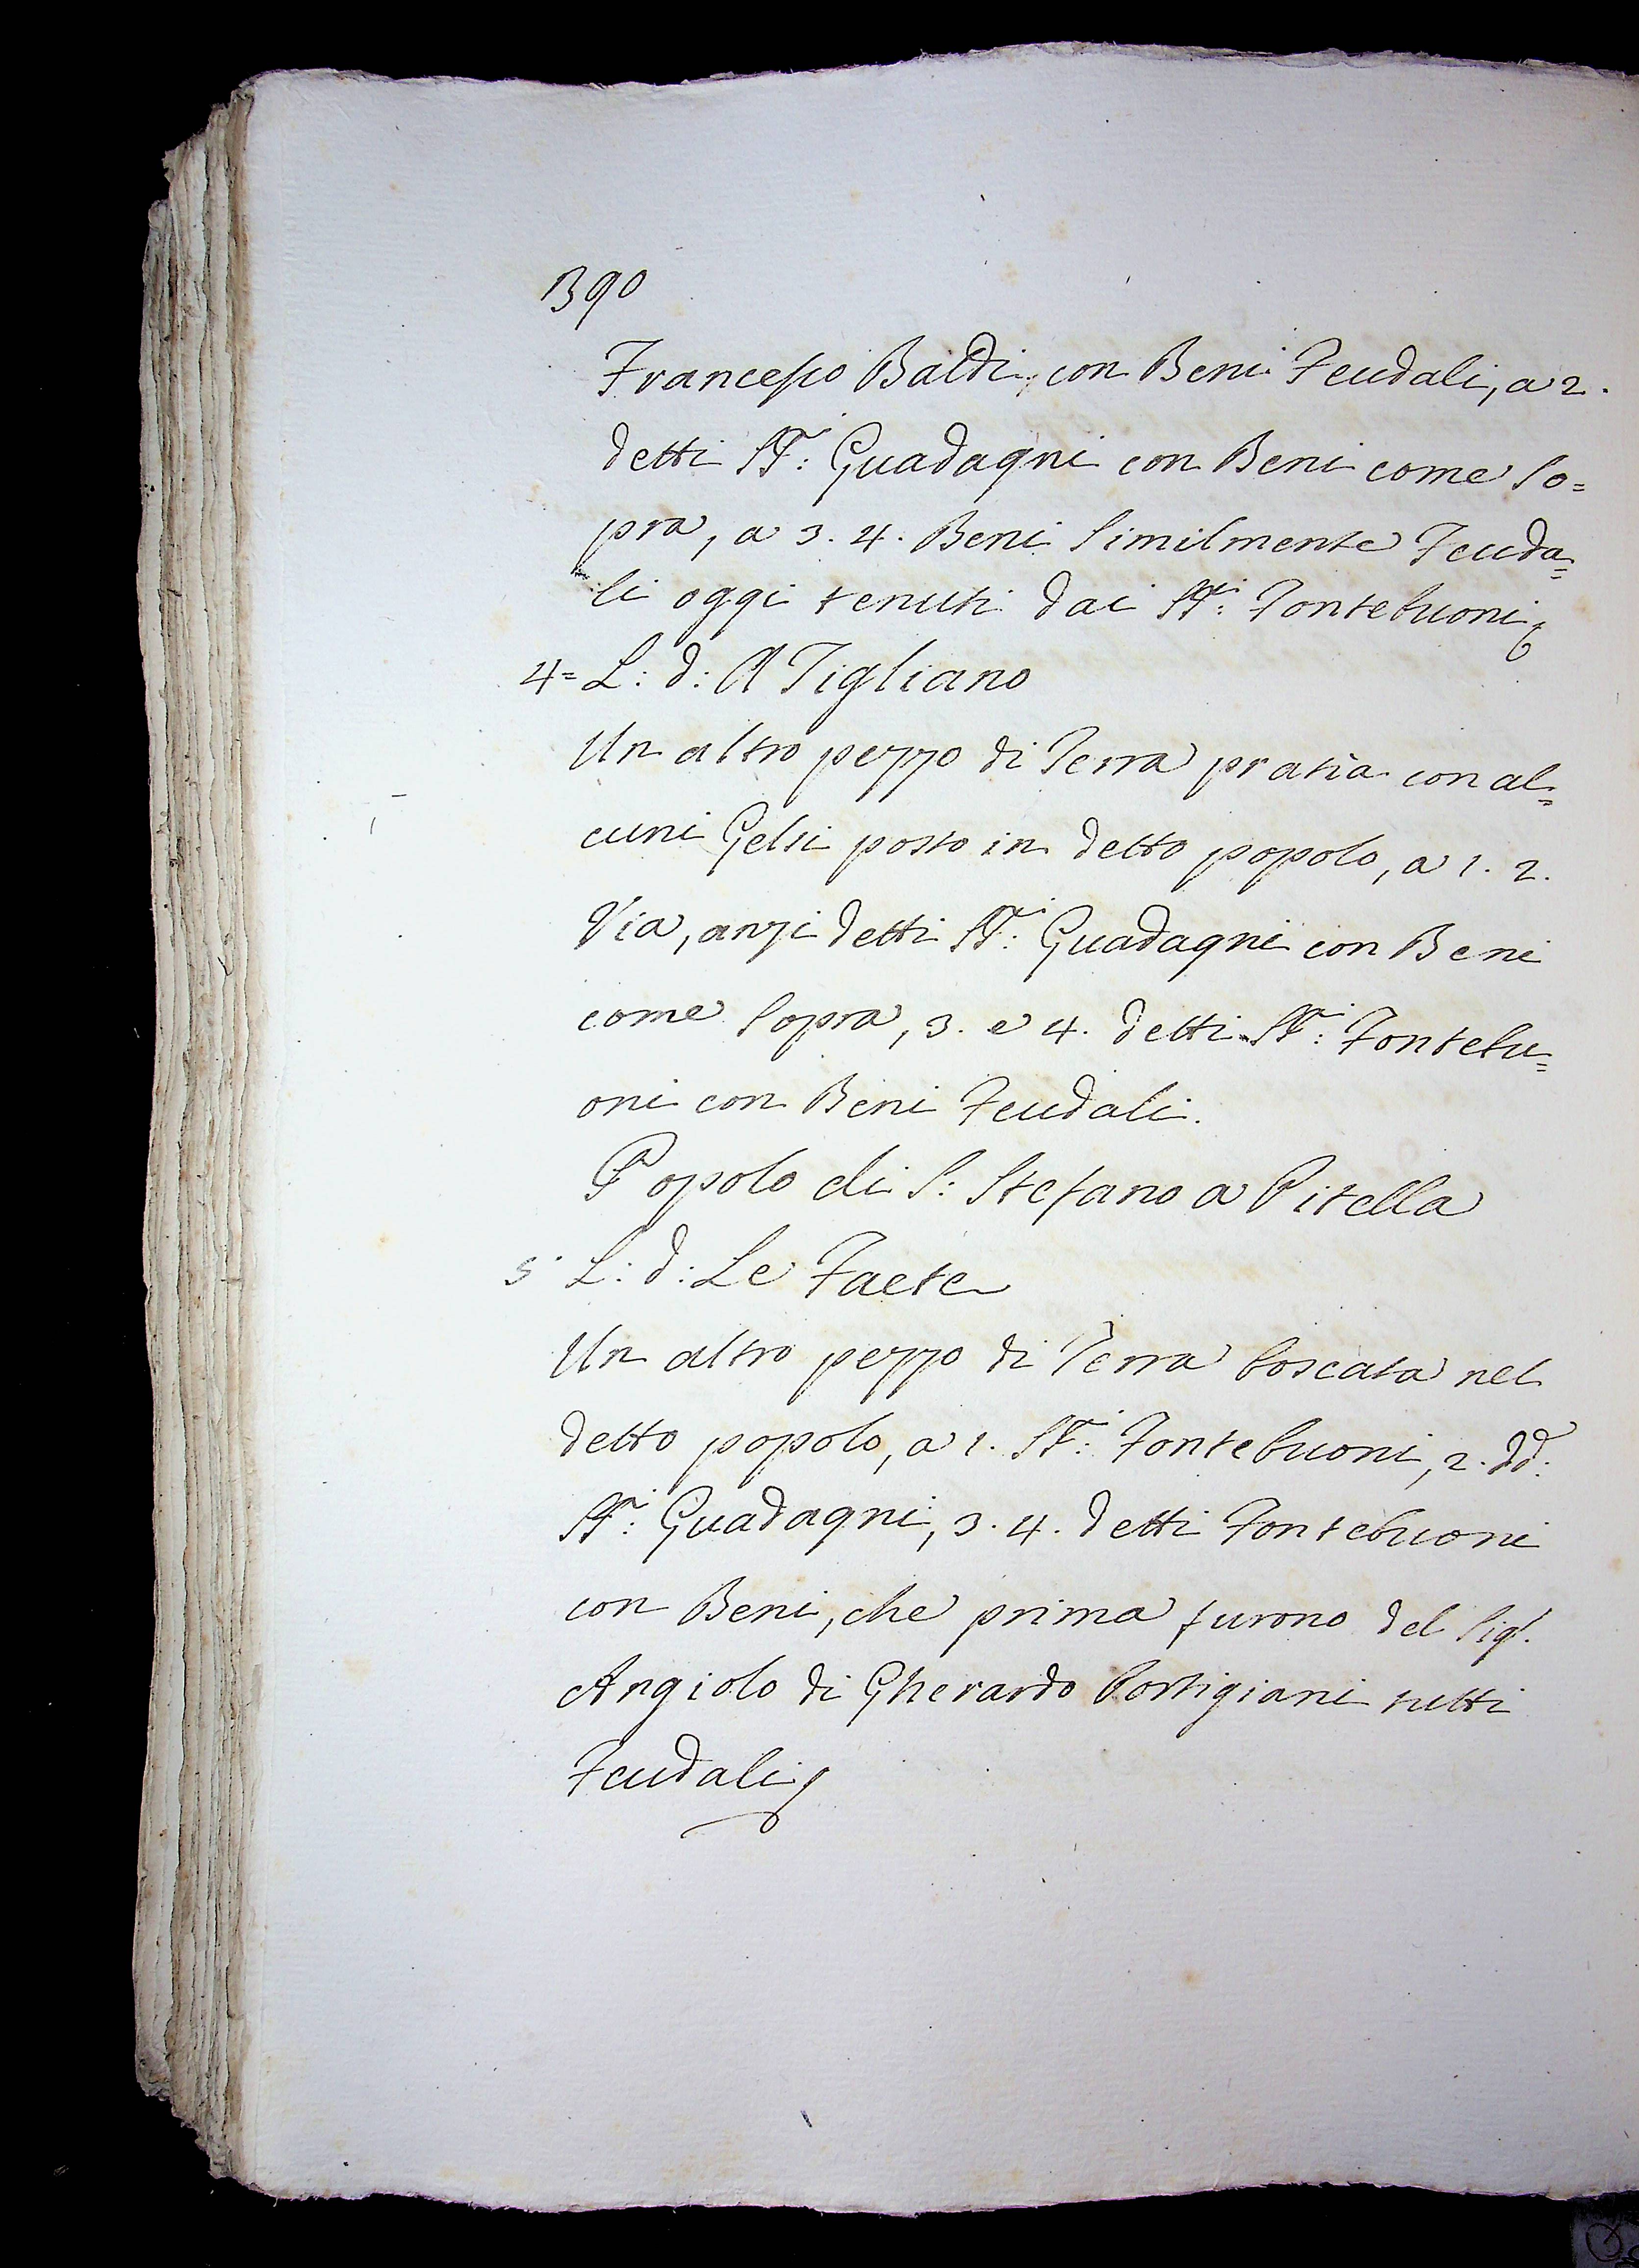 390
Francesco Baldi, con Beni Feudali, a 2.
detti SS.ri: Guadagni con Beni come so=
pra, a 3. 4. Beni similmente Feuda=
li oggi tenuti dai SS.ri: Fontebuoni
4= L: d: A Tigliano
Un altro pezzo di Terra pratia con al=
cuni Gelsi posto in detto popolo, a 1. 2.
Via, anzi detti SS.ri: Guadagni con Beni
come sopra, 3. e 4. detti SS.ri: Fontebu=
oni con Beni Feudali.
Popolo di S: Stefano a Pitella
5. L: d: Le Faete
Un altro pezzo di Terra boscata nel
detto popolo, a 1. SS.ri: Fontebuoni, 2. dd:
SS.ri: Guadagni, 3. 4. detti Fontebuoni
con Beni, che prima furono del Sig.
Angiolo di Gherardo Portigiani tutti
Feudali